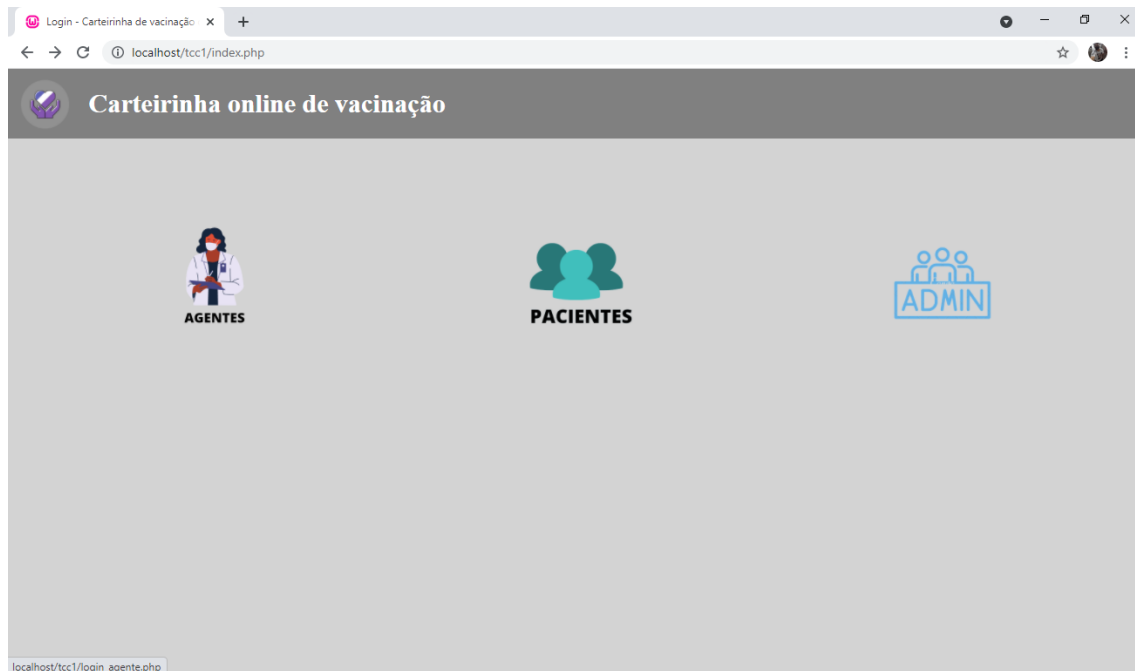 Login - Carteirinha de vacinação
localhost/tcc1/index.php
Carteirinha online de vacinação
AGENTES
PACIENTES
ADMIN
localhost/tcc1/login_agente.php